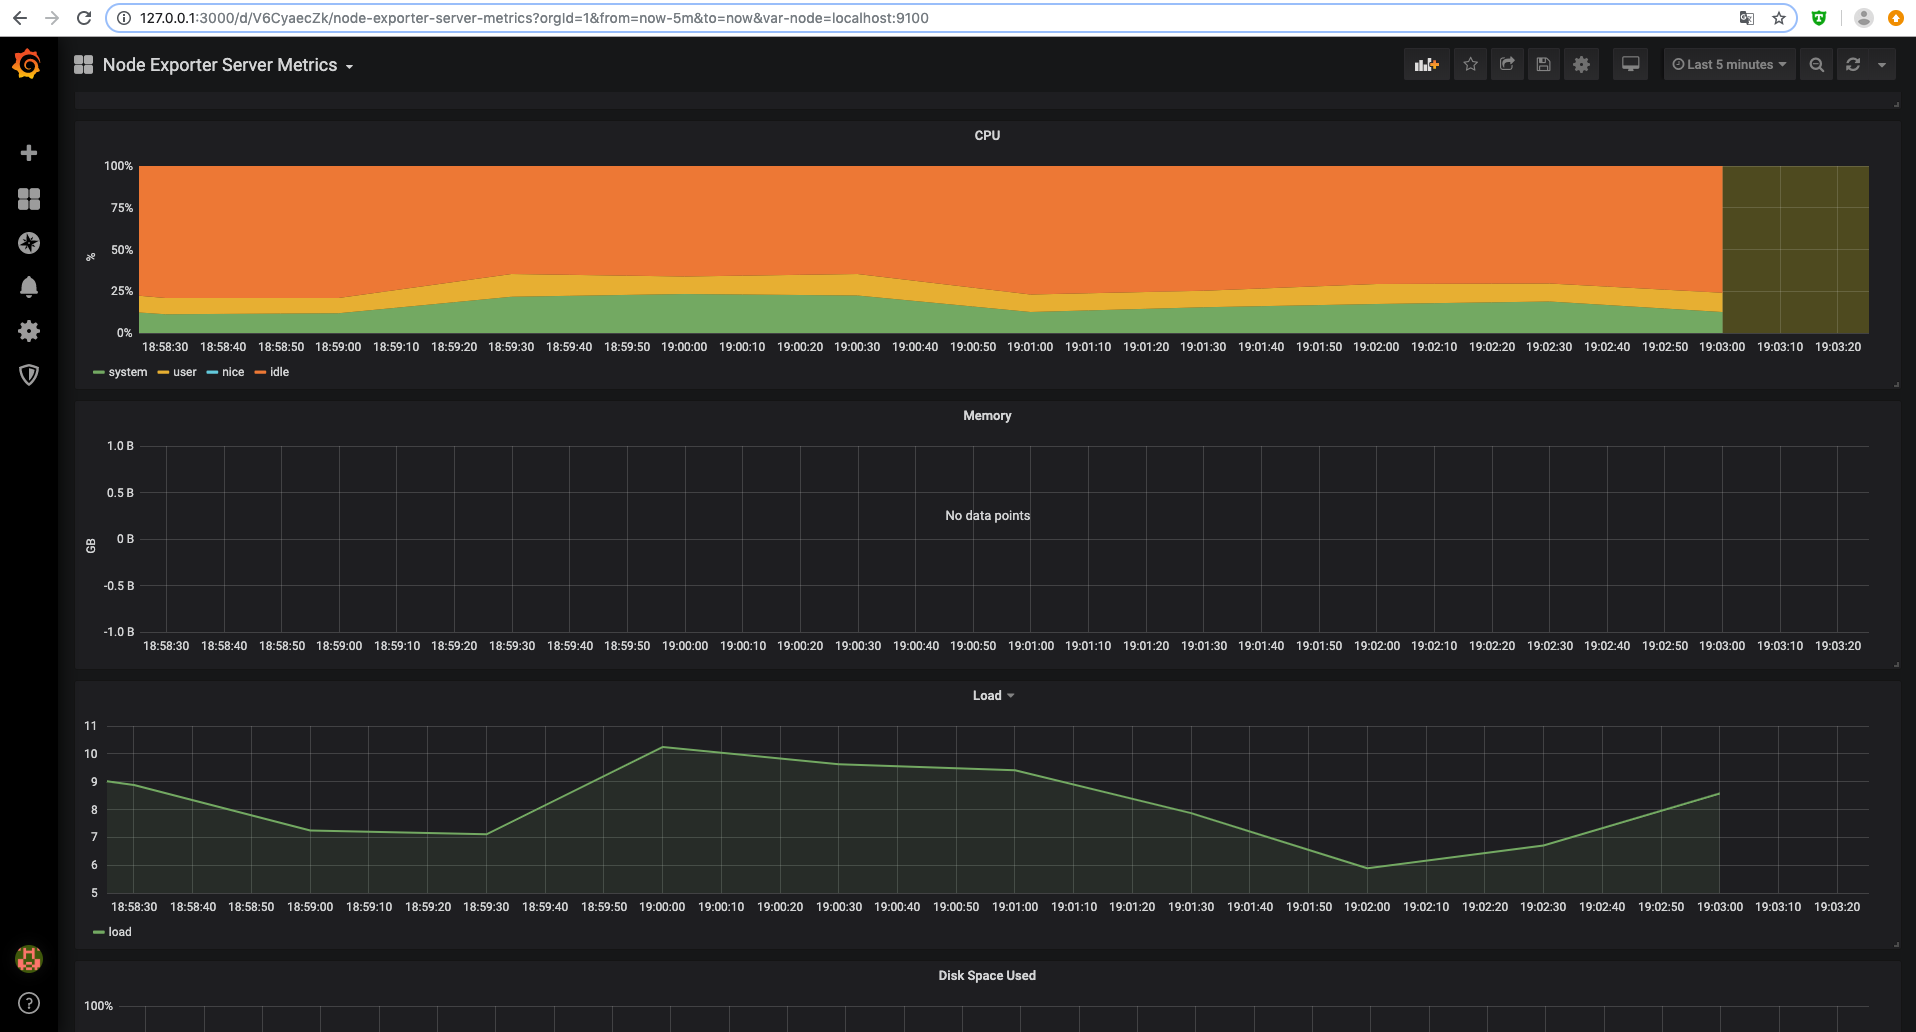 127.0.0.1:3000/d/V6CyaecZk/node-exporter-server-metrics?orgId=1&from=now-5m&to=now&var-node=localhost:9100
Node Exporter Server Metrics
Last 5 minutes
CPU
100%
75%
50%
25%
0%
%
18:58:30 18:58:40 18:58:50 18:59:00 18:59:10 18:59:20 18:59:30 18:59:40 18:59:50 19:00:00 19:00:10 19:00:20 19:00:30 19:00:40 19:00:50 19:01:00 19:01:10 19:01:20 19:01:30 19:01:40 19:01:50 19:02:00 19:02:10 19:02:20 19:02:30 19:02:40 19:02:50 19:03:00 19:03:10 19:03:20
system user nice idle
Memory
1.0 B
0.5 B
No data points
0 B
GB
-0.5 B
-1.0 B
18:58:30 18:58:40 18:58:50 18:59:00 18:59:10 18:59:20 18:59:30 18:59:40 18:59:50 19:00:00 19:00:10 19:00:20 19:00:30 19:00:40 19:00:50 19:01:00 19:01:10 19:01:20 19:01:30 19:01:40 19:01:50 19:02:00 19:02:10 19:02:20 19:02:30 19:02:40 19:02:50 19:03:00 19:03:10 19:03:20
Load
11
10
9
8
7
6
5
18:58:30 18:58:40 18:58:50 18:59:00 18:59:10 18:59:20 18:59:30 18:59:40 18:59:50 19:00:00 19:00:10 19:00:20 19:00:30 19:00:40 19:00:50 19:01:00 19:01:10 19:01:20 19:01:30 19:01:40 19:01:50 19:02:00 19:02:10 19:02:20 19:02:30 19:02:40 19:02:50 19:03:00 19:03:10 19:03:20
load
Disk Space Used
100%